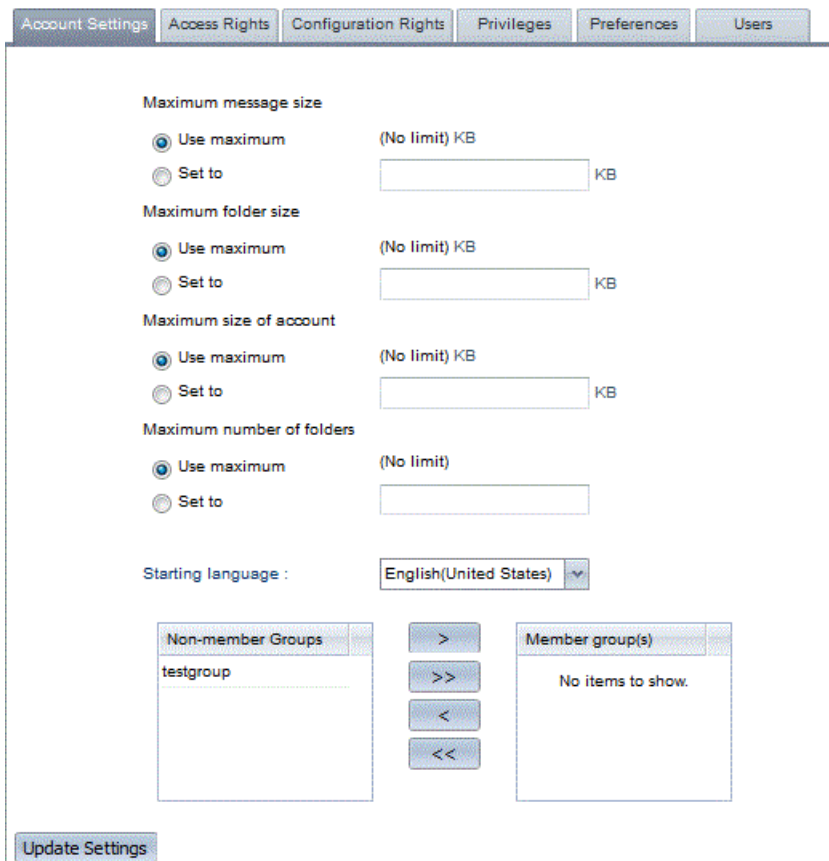 Account Settings Access Rights Configuration Rights Privileges Preferences Users
Maximum message size
Use maximum (No limit) KB
Set to KB
Maximum folder size
Use maximum (No limit) KB
Set to KB
Maximum size of account
Use maximum (No limit) KB
Set to KB
Maximum number of folders
Use maximum (No limit)
Set to
Starting language : English(United States)
Non-member Groups > Member group(s)
testgroup >> No items to show.
<
<<
Update Settings